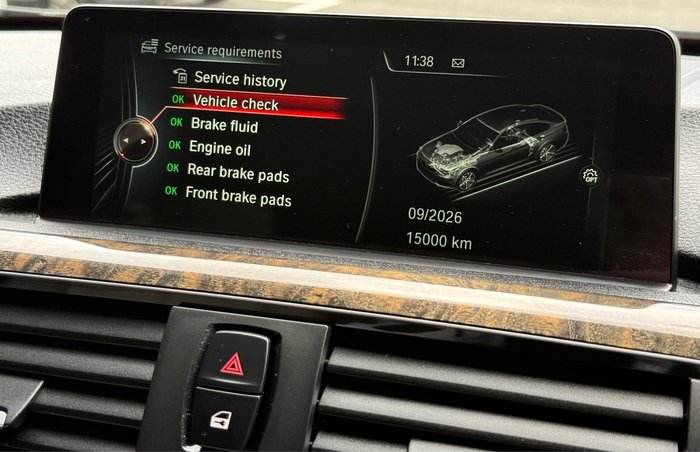 Service requirements
11:38
Service history
OK Vehicle check
OK Brake fluid
OK Engine oil
OK Rear brake pads
OK Front brake pads
OPT
09/2026
15000 km